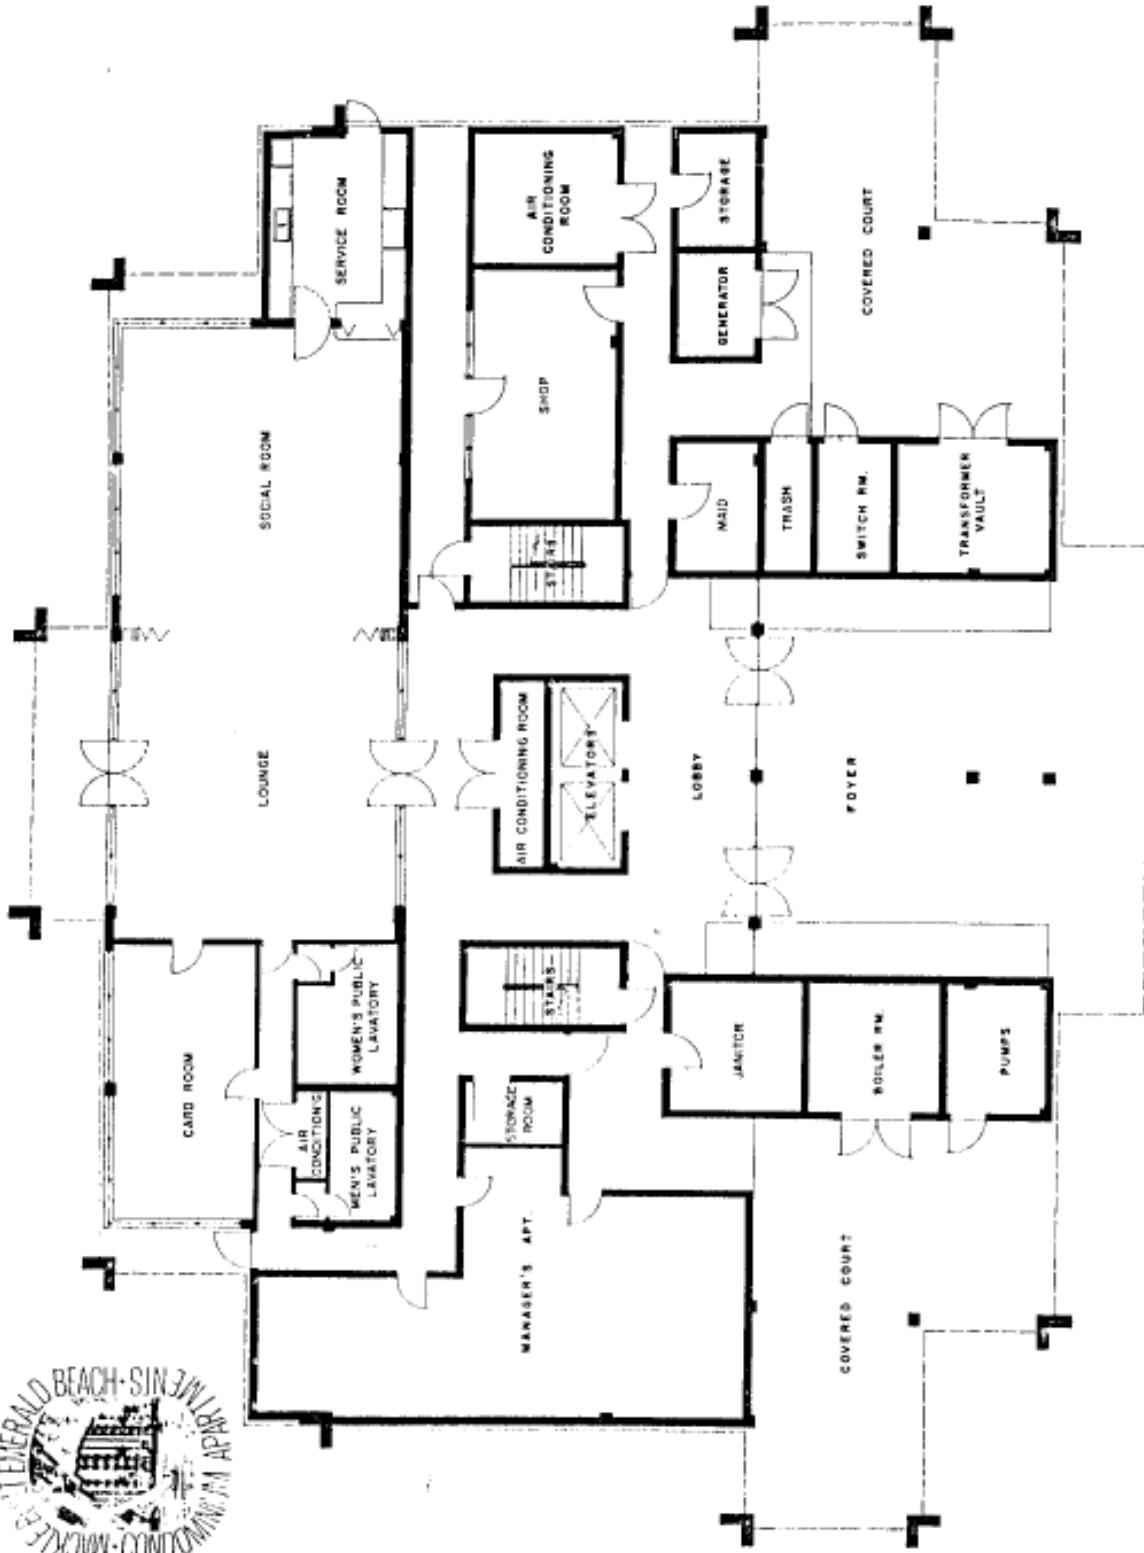 SERVICE ROOM
AIR
CONDITIONING
ROOM
STORAGE
COVERED COURT
GENERATOR
SOCIAL ROOM
SHOP
MAID
TRASH
SWITCH RM.
TRANSFORMER
VAULT
STAIRS
LOUNGE
AIR CONDITIONING ROOM
ELEVATORS
LOBBY
FOYER
CARD ROOM
WOMEN'S PUBLIC
LAVATORY
STAIRS
JANITOR
BOILER RM.
PUMPS
AIR
CONDITION'G
MEN'S PUBLIC
LAVATORY
STORAGE
ROOM
MANAGER'S APT.
COVERED COURT
EMERALD BEACH · CONDOMINIUM APARTMENTS